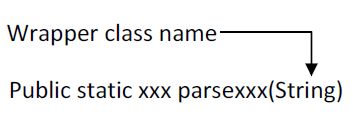 Wrapper class name
Public static xxx parsexxx(String)